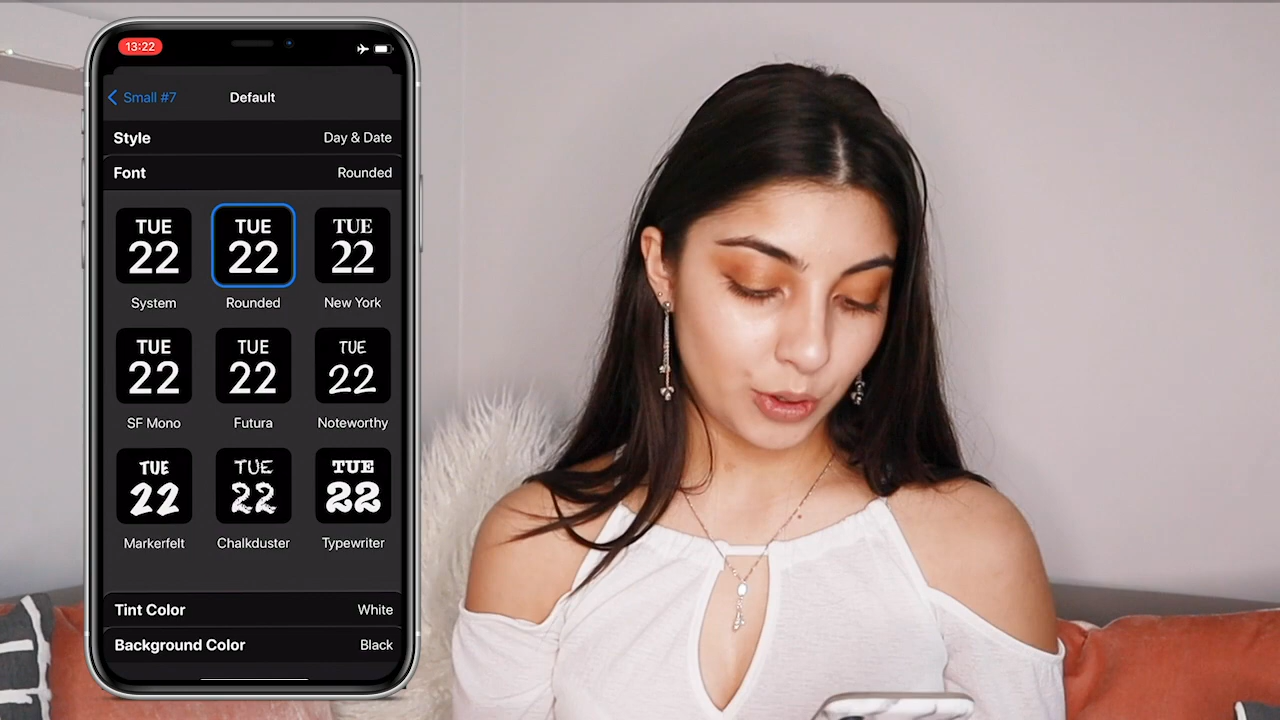 13:22
Small #7 Default
Style Day & Date
Font Rounded
TUE TUE TUE
22 22 22
System Rounded New York
TUE TUE TUE
22 22 22
SF Mono Futura Noteworthy
TUE TUE TUE
22 22 22
Markerfelt Chalkduster Typewriter
Tint Color White
Background Color Black